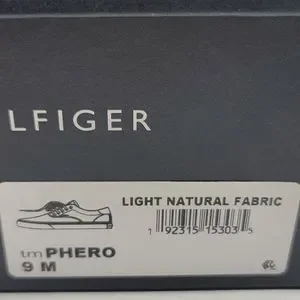 LFIGER
LIGHT NATURAL FABRIC
1 92315 15303 5
tmPHERO
9 M